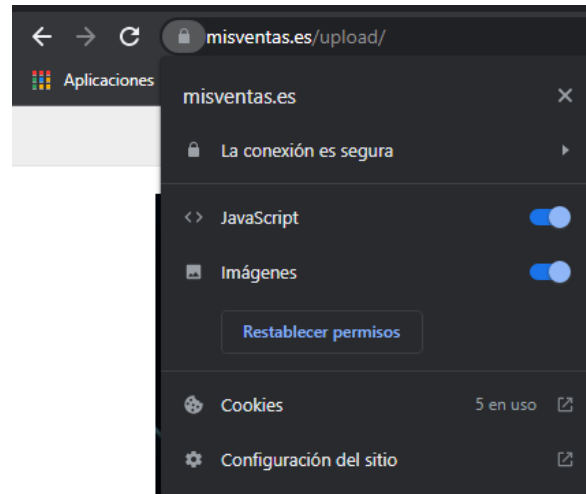 misventas.es/upload/
Aplicaciones
misventas.es
La conexión es segura
JavaScript
Imágenes
Restablecer permisos
Cookies 5 en uso
Configuración del sitio